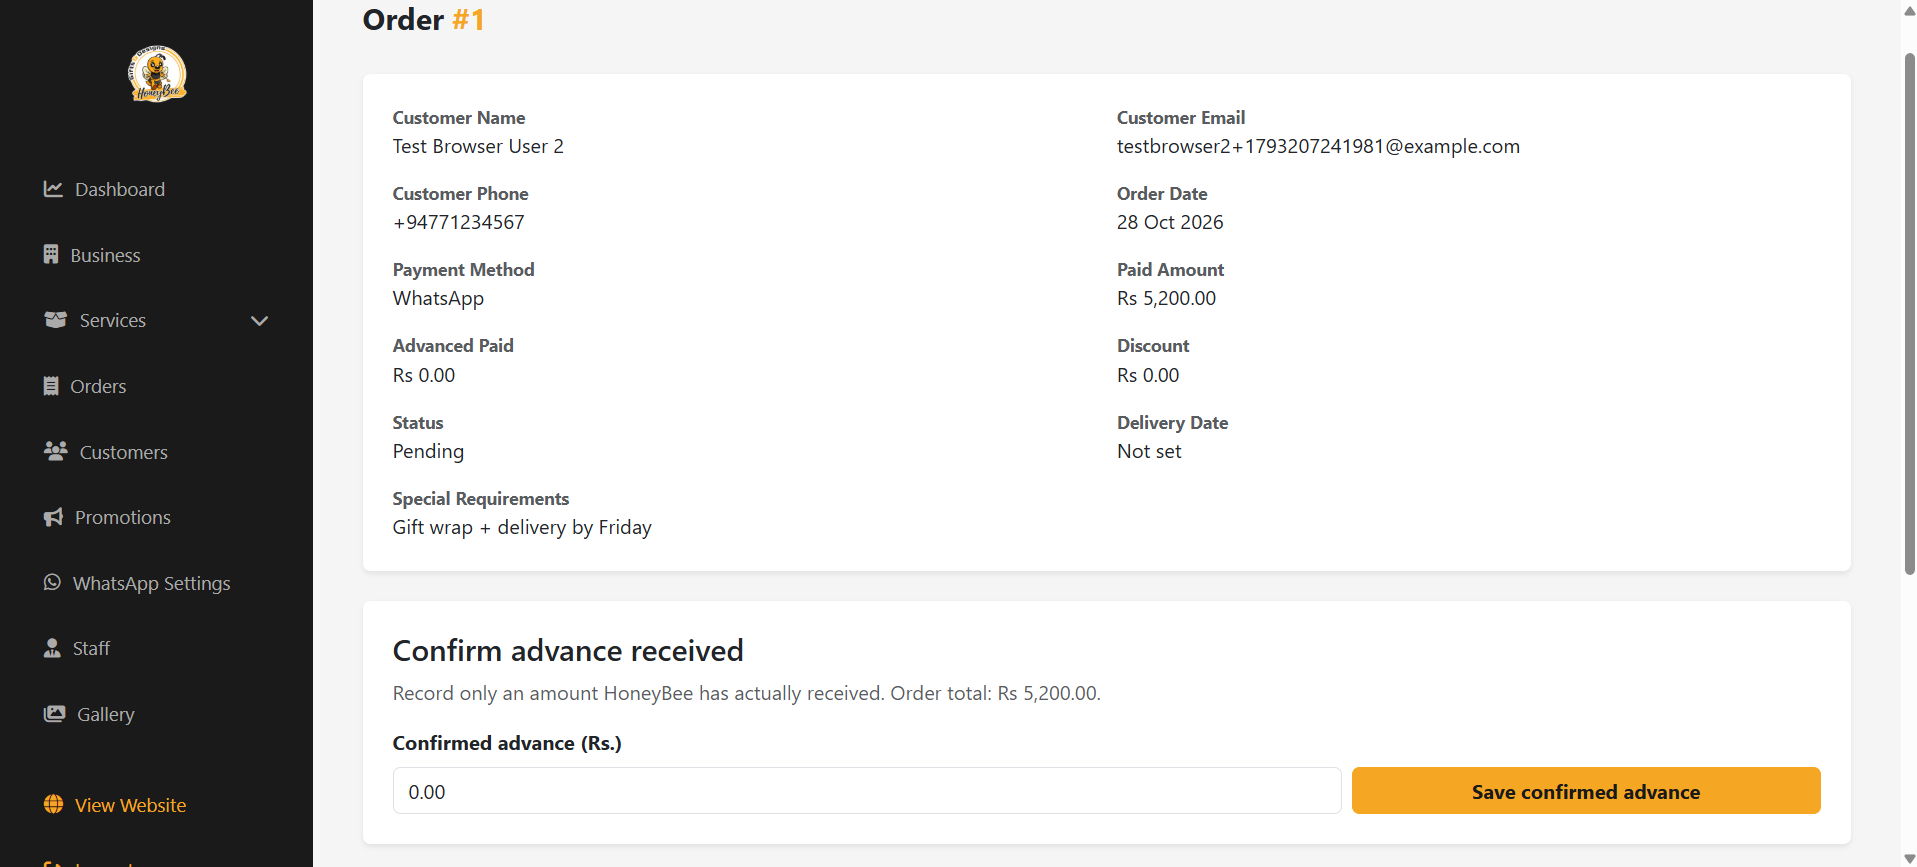 Gifts & Designs
HoneyBee
Dashboard
Business
Services
Orders
Customers
Promotions
WhatsApp Settings
Staff
Gallery
View Website
Order #1
Customer Name
Test Browser User 2
Customer Email
testbrowser2+1793207241981@example.com
Customer Phone
+94771234567
Order Date
28 Oct 2026
Payment Method
WhatsApp
Paid Amount
Rs 5,200.00
Advanced Paid
Rs 0.00
Discount
Rs 0.00
Status
Pending
Delivery Date
Not set
Special Requirements
Gift wrap + delivery by Friday
Confirm advance received
Record only an amount HoneyBee has actually received. Order total: Rs 5,200.00.
Confirmed advance (Rs.)
0.00
Save confirmed advance